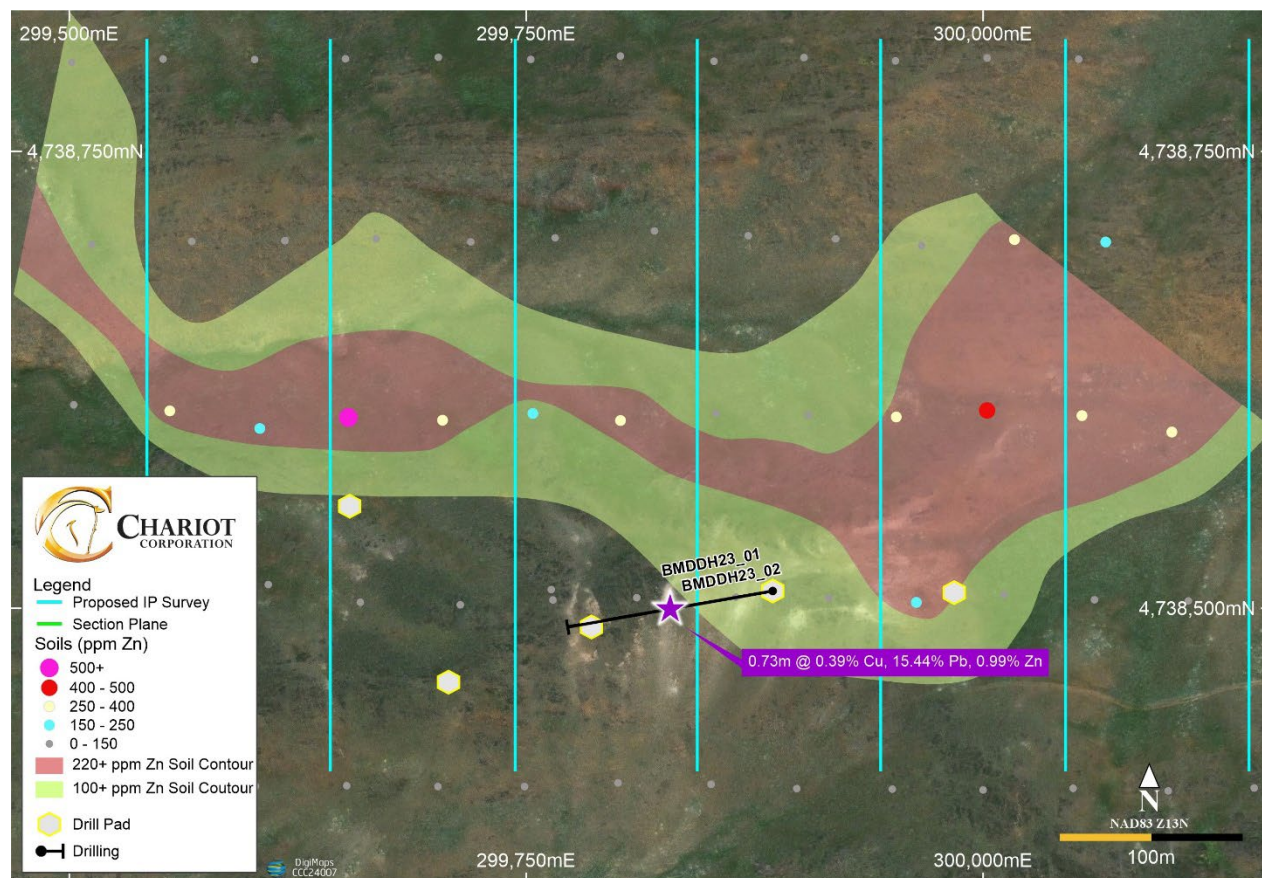 299,500mE
299,750mE
300,000mE
4,738,750mN
4,738,750mN
CHARIOT
CORPORATION
Legend
Proposed IP Survey
Section Plane
Soils (ppm Zn)
500+
400 - 500
250 - 400
150 - 250
0 - 150
220+ ppm Zn Soil Contour
100+ ppm Zn Soil Coutour
Drill Pad
Drilling
BMDDH23_01
BMDDH23_02
4,738,500mN
0.73m @ 0.39% Cu, 15.44% Pb, 0.99% Zn
N
NAD83 Z13N
100m
DigiMaps
CCC24007
299,750mE
300,000mE